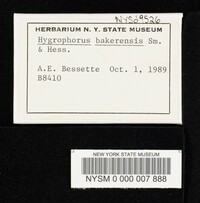 NYS69526
HERBARIUM N. Y. STATE MUSEUM
Hygrophorus bakerensis Sm.
& Hess.
A.E. Bessette Oct. 1, 1989
B8410
NEW YORK STATE MUSEUM
NYSM 0 000 007 888